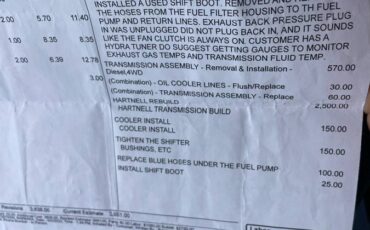 INSTALLED A USED SHIFT BOOT. REMOVED AND
THE HOSES FROM THE FUEL FILTER HOUSING TO TH FUEL
PUMP AND RETURN LINES. EXHAUST BACK PRESSURE PLUG
IN WAS UNPLUGGED DID NOT PLUG BACK IN, AND IT SOUNDS
LIKE THE FAN CLUTCH IS ALWAYS ON. CUSTOMER HAS A
HYDRA TUNER DO SUGGEST GETTING GAUGES TO MONITOR
EXHAUST GAS TEMPS AND TRANSMISSION FLUID TEMP.
2.00 5.70 11.40
1.00 8.35 8.35
2.00 6.39 12.78
3.00
TRANSMISSION ASSEMBLY - Removal & Installation - 570.00
Diesel,4WD
(Combination) - OIL COOLER LINES - Flush/Replace 30.00
(Combination) - TRANSMISSION ASSEMBLY - Replace 60.00
HARTNELL REBUILD 2,500.00
HARTNELL TRANSMISSION BUILD
COOLER INSTALL 150.00
COOLER INSTALL
TIGHTEN THE SHIFTER 150.00
BUSHINGS, ETC
REPLACE BLUE HOSES UNDER THE FUEL PUMP 100.00
INSTALL SHIFT BOOT 25.00
Revisions
Current Estimate